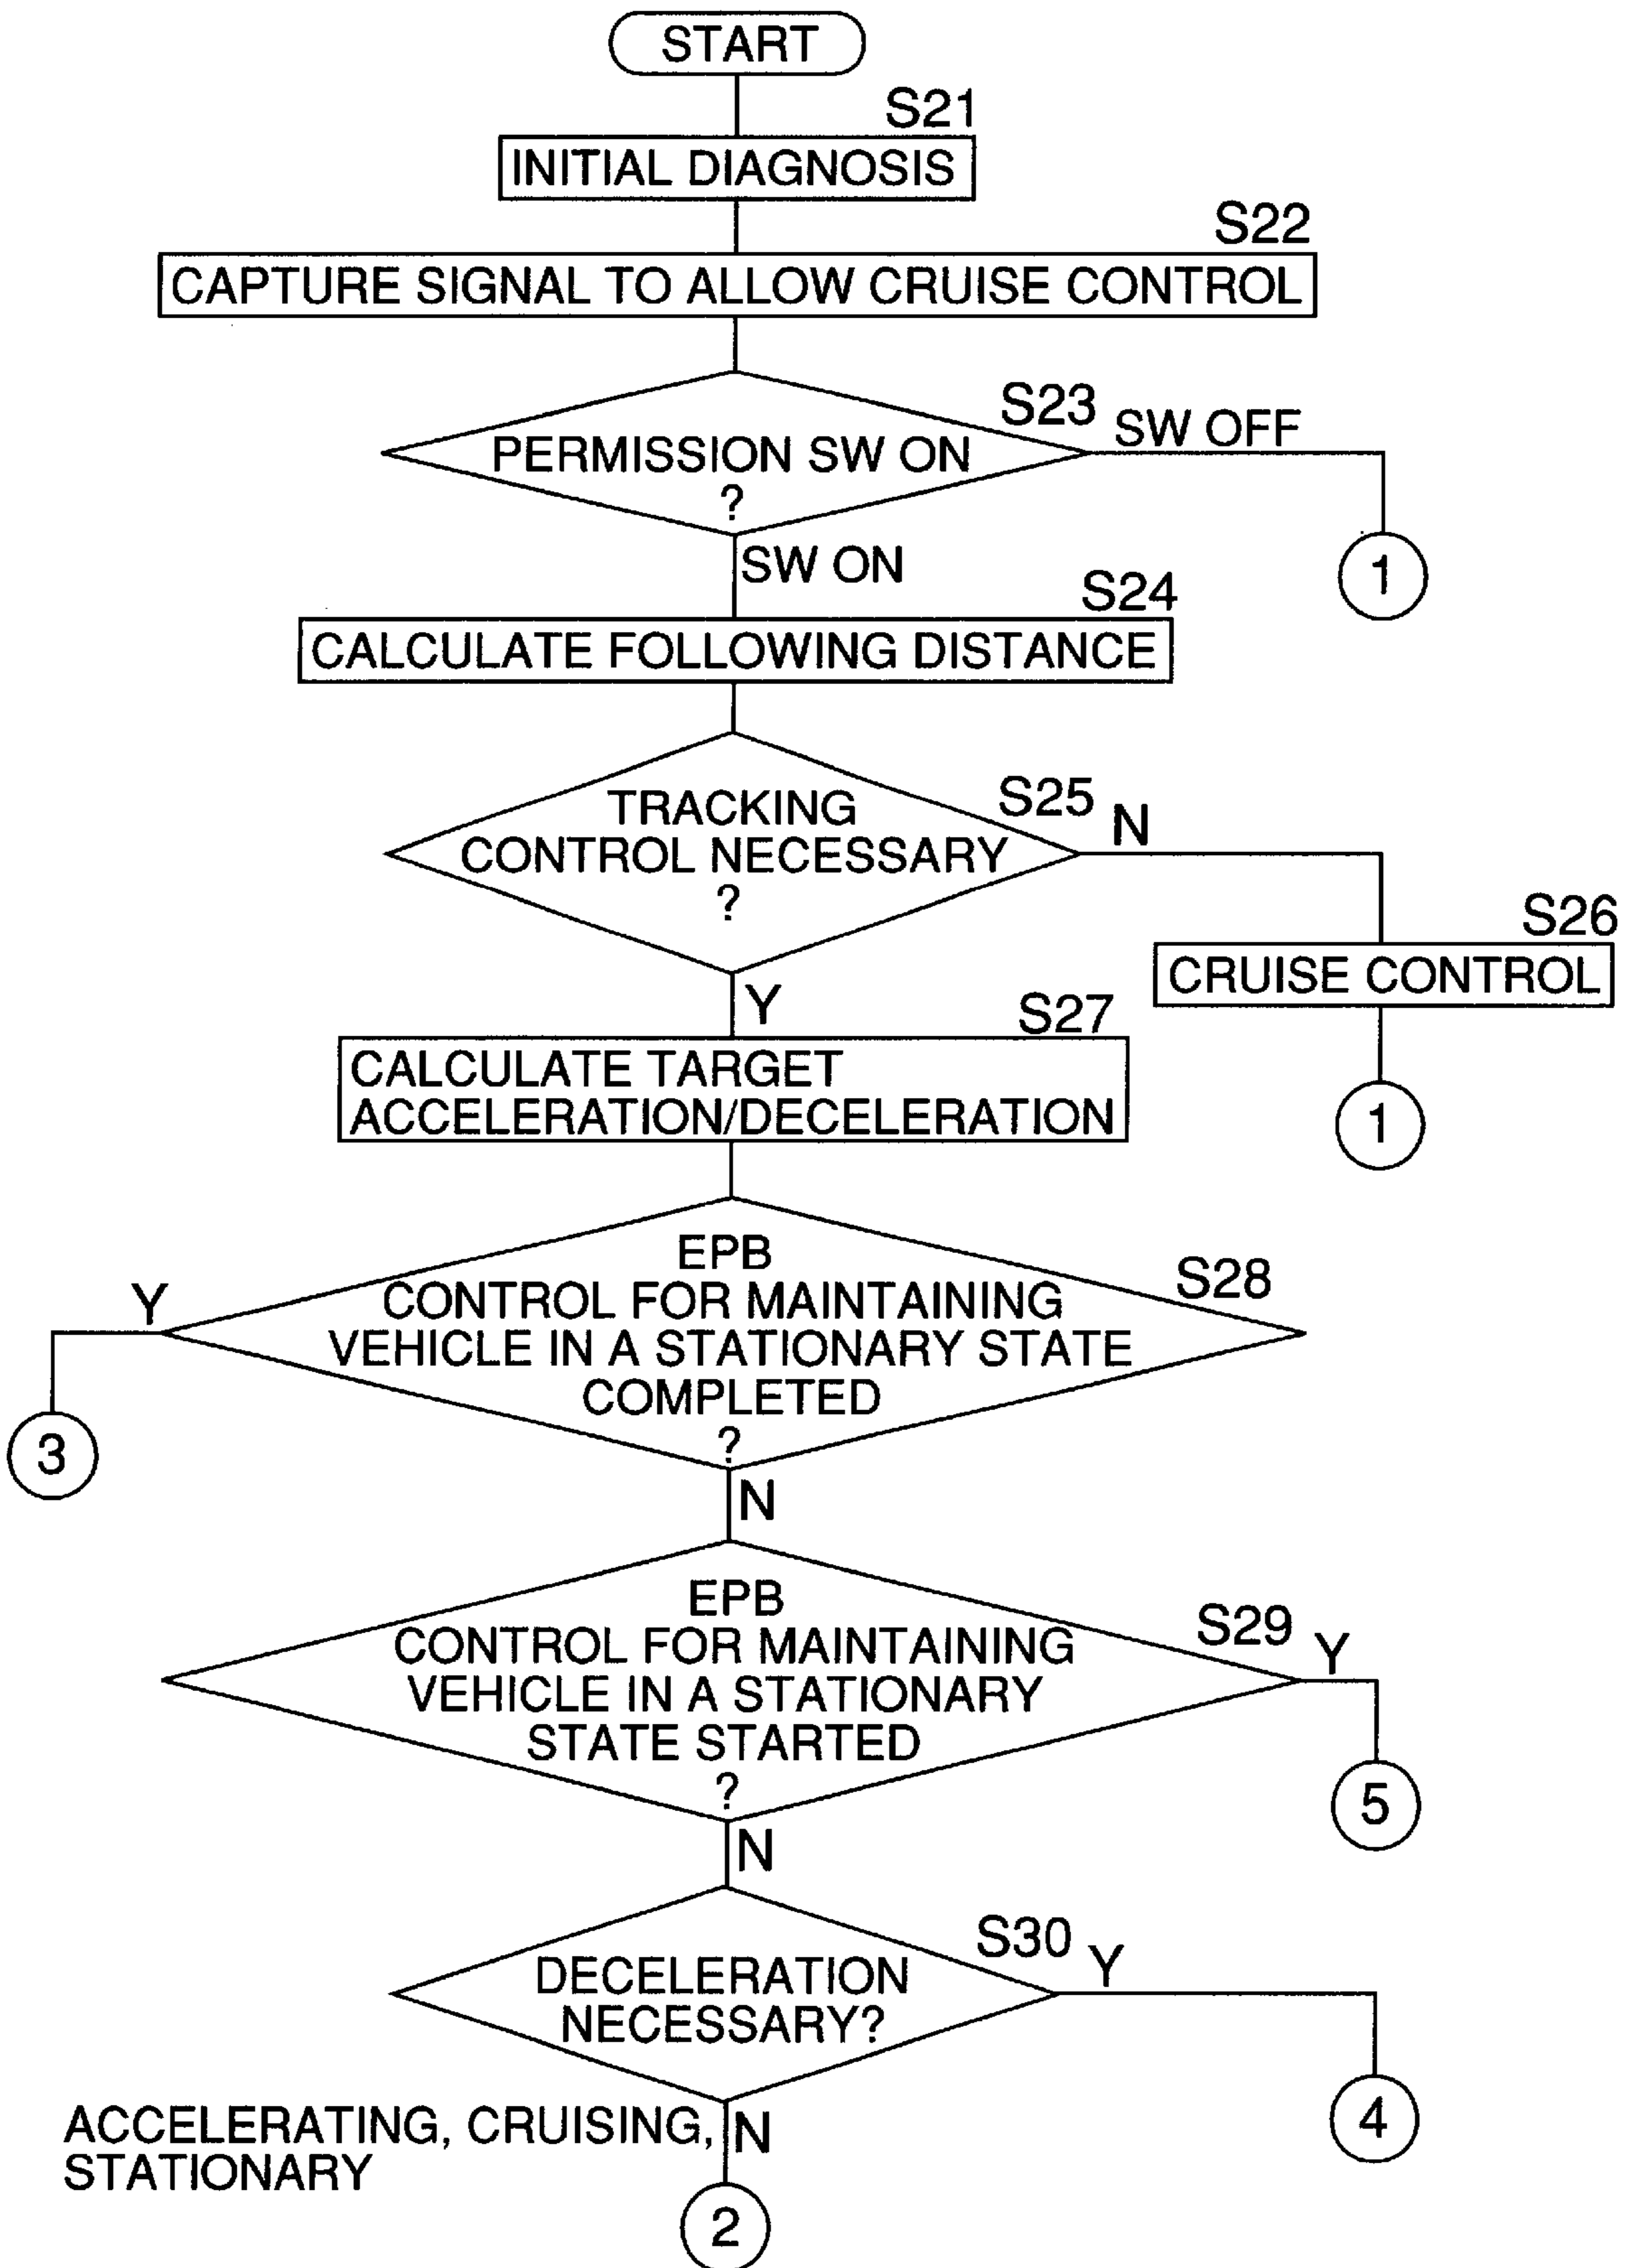 START
S21
INITIAL DIAGNOSIS
S22
CAPTURE SIGNAL TO ALLOW CRUISE CONTROL
S23
SW OFF
PERMISSION SW ON
?
1
SW ON
S24
CALCULATE FOLLOWING DISTANCE
S25
N
TRACKING
CONTROL NECESSARY
?
S26
CRUISE CONTROL
1
Y
S27
CALCULATE TARGET
ACCELERATION/DECELERATION
S28
Y
EPB
CONTROL FOR MAINTAINING
VEHICLE IN A STATIONARY STATE
COMPLETED
?
3
N
S29
Y
EPB
CONTROL FOR MAINTAINING
VEHICLE IN A STATIONARY
STATE STARTED
?
5
N
S30
Y
DECELERATION
NECESSARY?
4
ACCELERATING, CRUISING,
STATIONARY
N
2